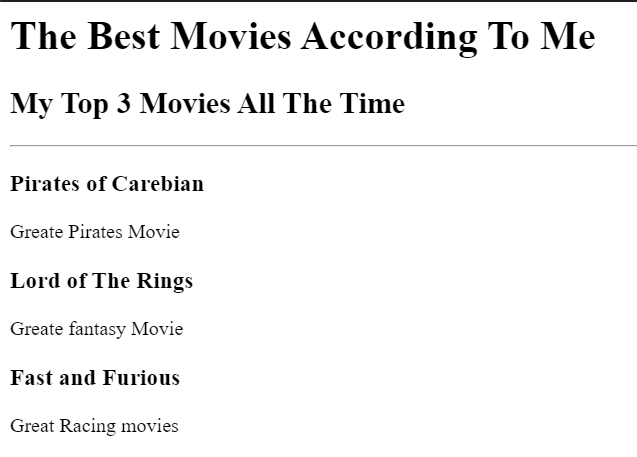 The Best Movies According To Me
My Top 3 Movies All The Time
Pirates of Carebian
Greate Pirates Movie
Lord of The Rings
Greate fantasy Movie
Fast and Furious
Great Racing movies